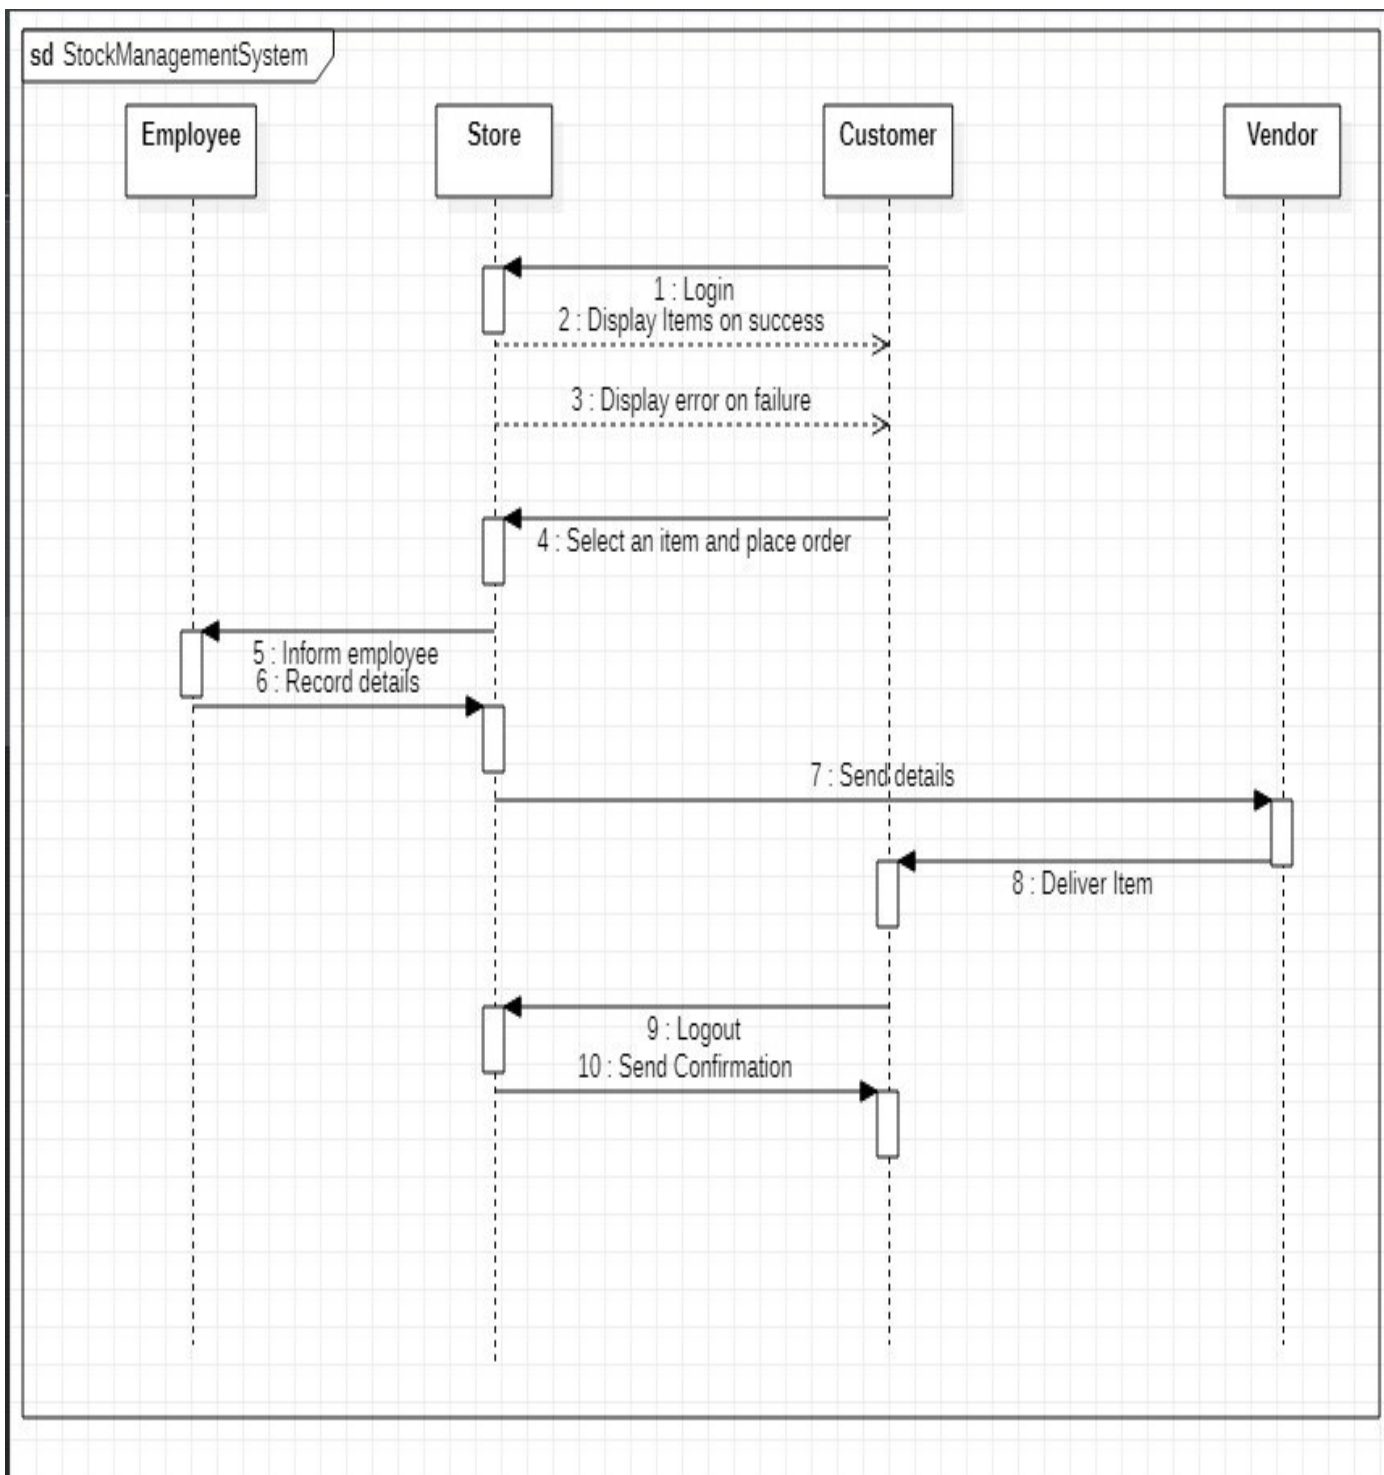 sd StockManagementSystem
Employee
Store
Customer
Vendor
1 : Login
2 : Display Items on success
3 : Display error on failure
4 : Select an item and place order
5 : Inform employee
6 : Record details
7 : Send details
8 : Deliver Item
9 : Logout
10 : Send Confirmation